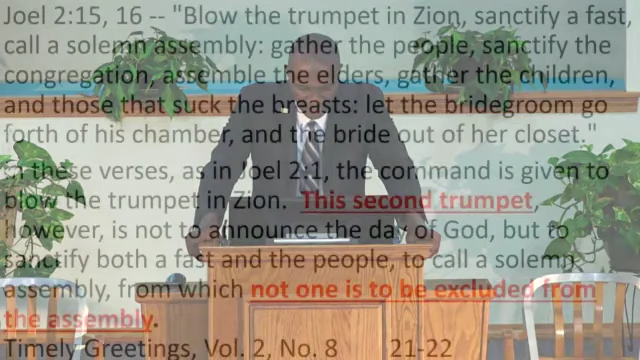 Joel 2:15, 16 -- "Blow the trumpet in Zion, sanctify a fast,
call a solemn assembly: gather the people, sanctify the
congregation, assemble the elders, gather the children,
and those that suck the breasts: let the bridegroom go
forth of his chamber, and the bride out of her closet."
In these verses, as in Joel 2:1, the command is given to
blow the trumpet in Zion. This second trumpet,
however, is not to announce the day of God, but to
sanctify both a fast and the people, to call a solemn
assembly, from which not one is to be excluded from
the assembly.
Timely Greetings, Vol. 2, No. 8 21-22